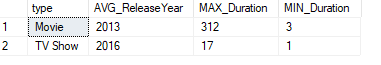 type AVG_ReleaseYear MAX_Duration MIN_Duration
1 Movie 2013 312 3
2 TV Show 2016 17 1